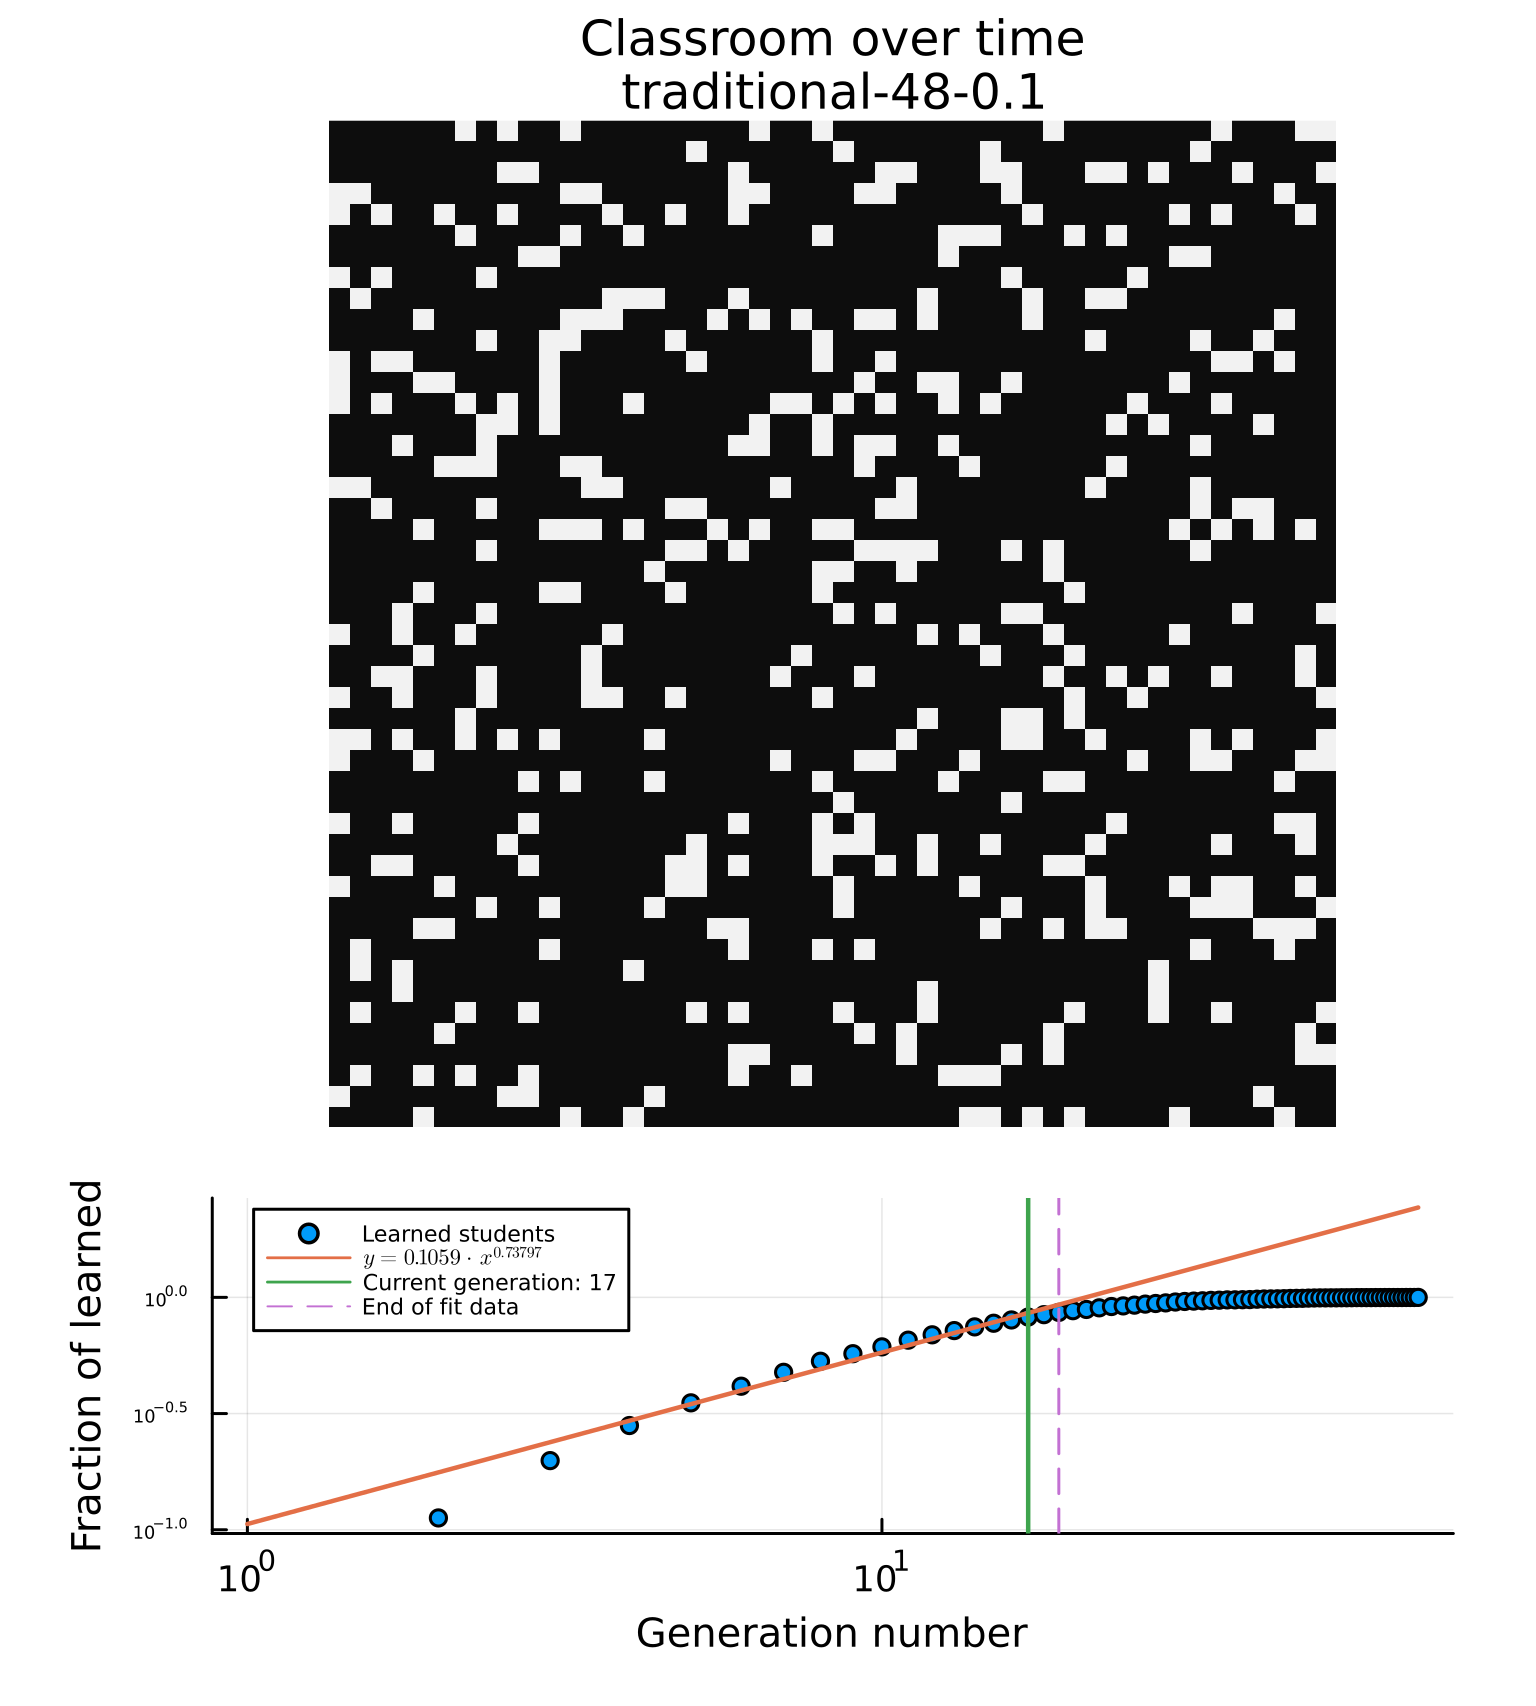 Classroom over time
traditional-48-0.1
Fraction of learned
Learned students
y = 0.1059 · x^0.73797
Current generation: 17
End of fit data
10^0.0
10^−0.5
10^−1.0
10^0
10^1
Generation number